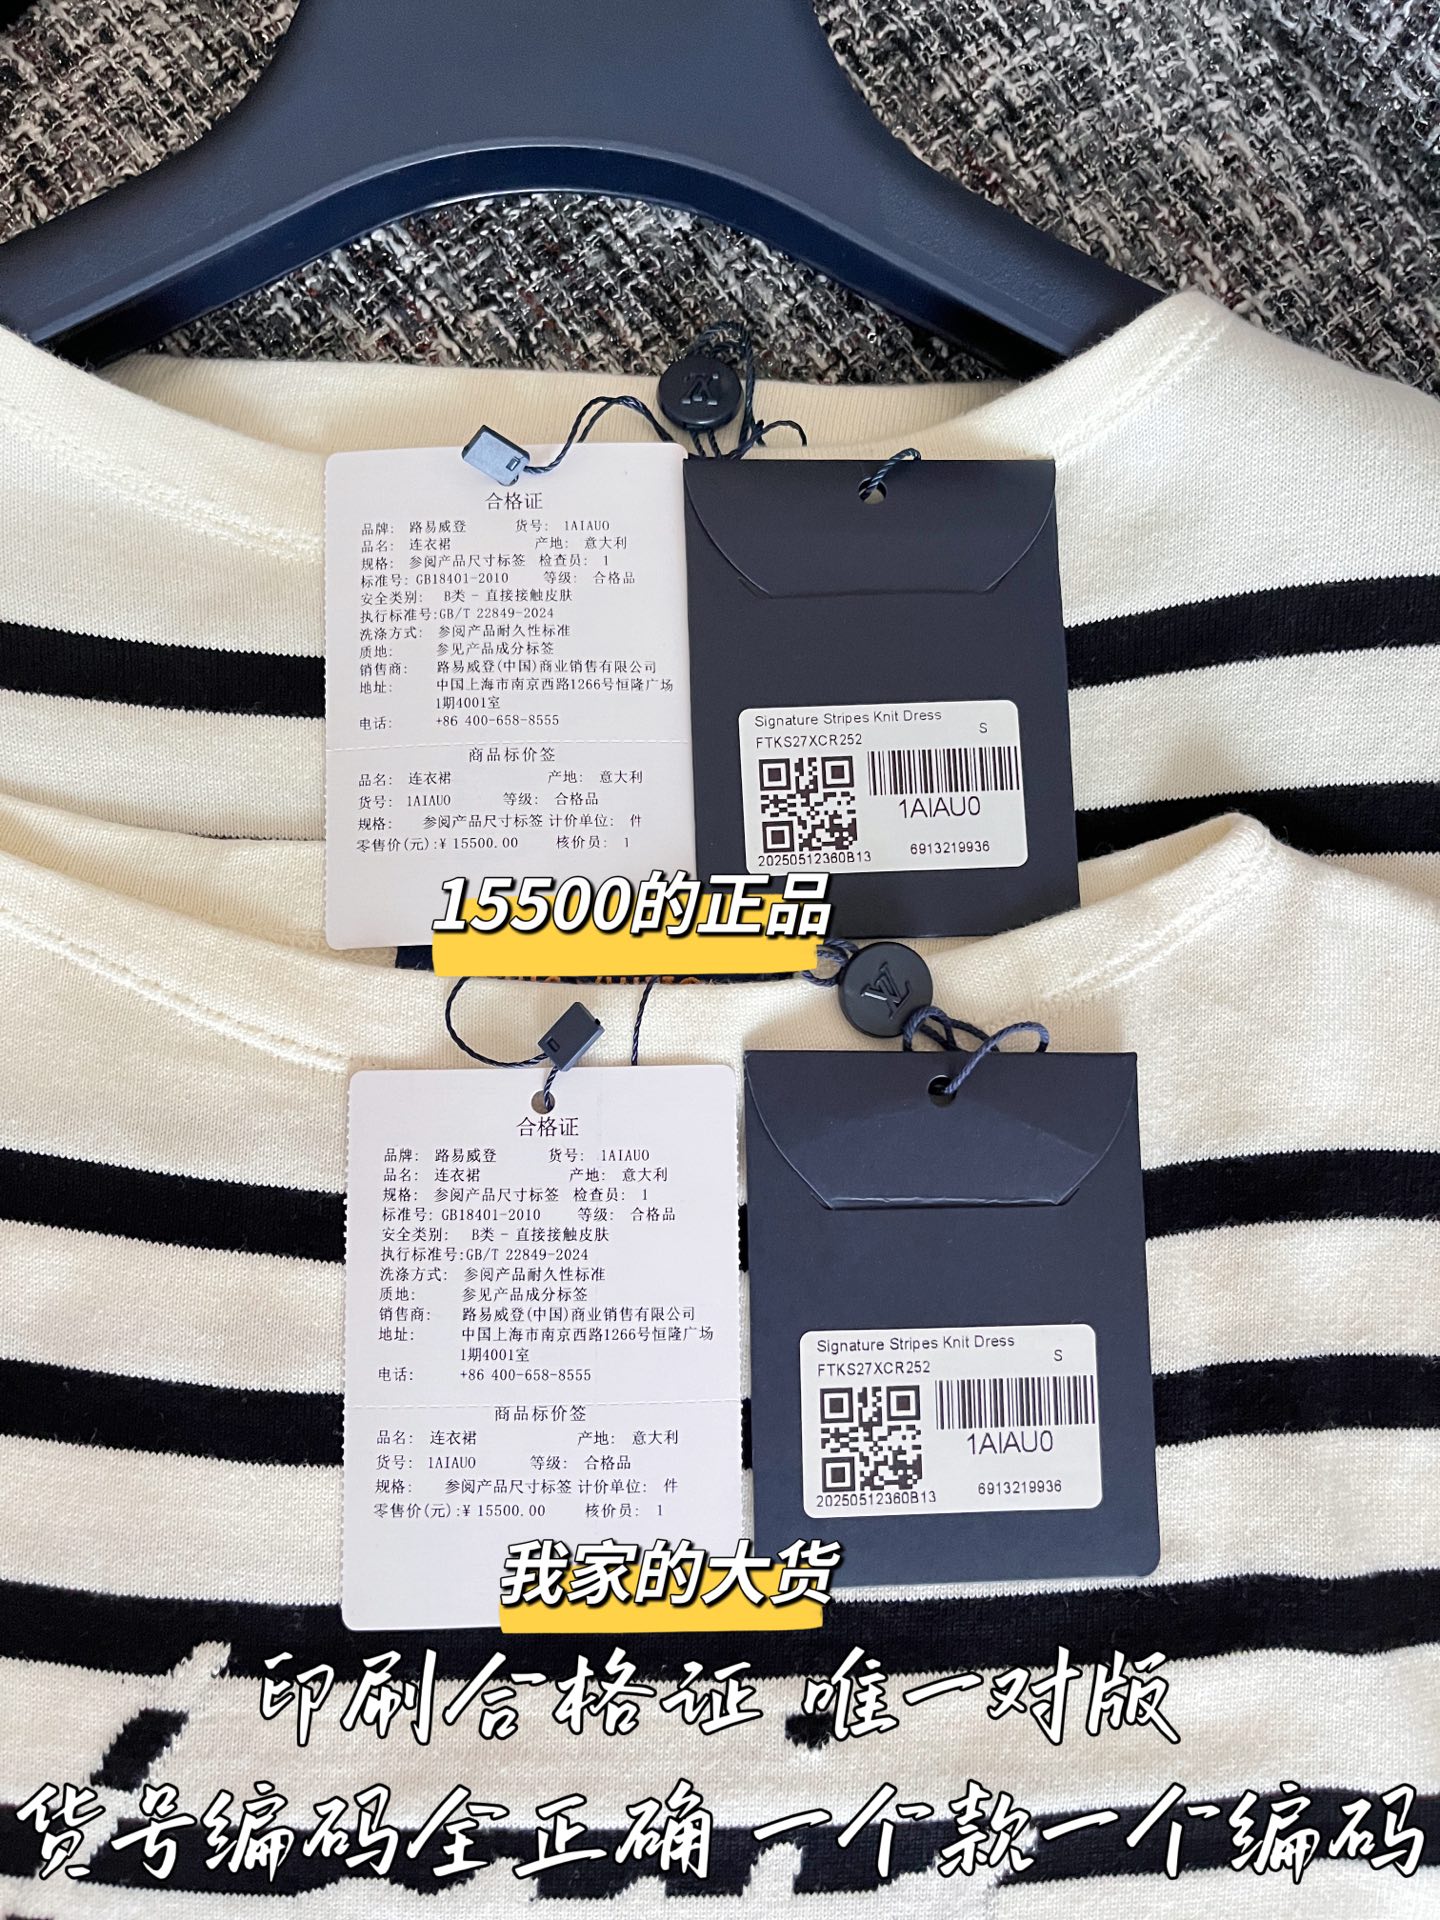 合格证
品牌: 路易威登 货号: 1AIAU0
品名: 连衣裙 产地: 意大利
规格: 参阅产品尺寸标签 检查员: 1
标准号: GB18401-2010 等级: 合格品
安全类别: B类 - 直接接触皮肤
执行标准号:GB/T 22849-2024
洗涤方式: 参阅产品耐久性标准
质地: 参见产品成分标签
销售商: 路易威登(中国)商业销售有限公司
地址: 中国上海市南京西路1266号恒隆广场
1期4001室
电话: +86 400-658-8555
商品标价签
品名: 连衣裙 产地: 意大利
货号: 1AIAU0 等级: 合格品
规格: 参阅产品尺寸标签 计价单位: 件
零售价(元):¥ 15500.00 核价员: 1
Signature Stripes Knit Dress
FTKS27XCR252 S
1AIAU0
20250512360B13 6913219936
15500的正品
合格证
品牌: 路易威登 货号: 1AIAU0
品名: 连衣裙 产地: 意大利
规格: 参阅产品尺寸标签 检查员: 1
标准号: GB18401-2010 等级: 合格品
安全类别: B类 - 直接接触皮肤
执行标准号:GB/T 22849-2024
洗涤方式: 参阅产品耐久性标准
质地: 参见产品成分标签
销售商: 路易威登(中国)商业销售有限公司
地址: 中国上海市南京西路1266号恒隆广场
1期4001室
电话: +86 400-658-8555
商品标价签
品名: 连衣裙 产地: 意大利
货号: 1AIAU0 等级: 合格品
规格: 参阅产品尺寸标签 计价单位: 件
零售价(元):¥ 15500.00 核价员: 1
Signature Stripes Knit Dress
FTKS27XCR252 S
1AIAU0
20250512360B13 6913219936
我家的大货
印刷合格证 唯一对版
货号编码全正确 一个款一个编码